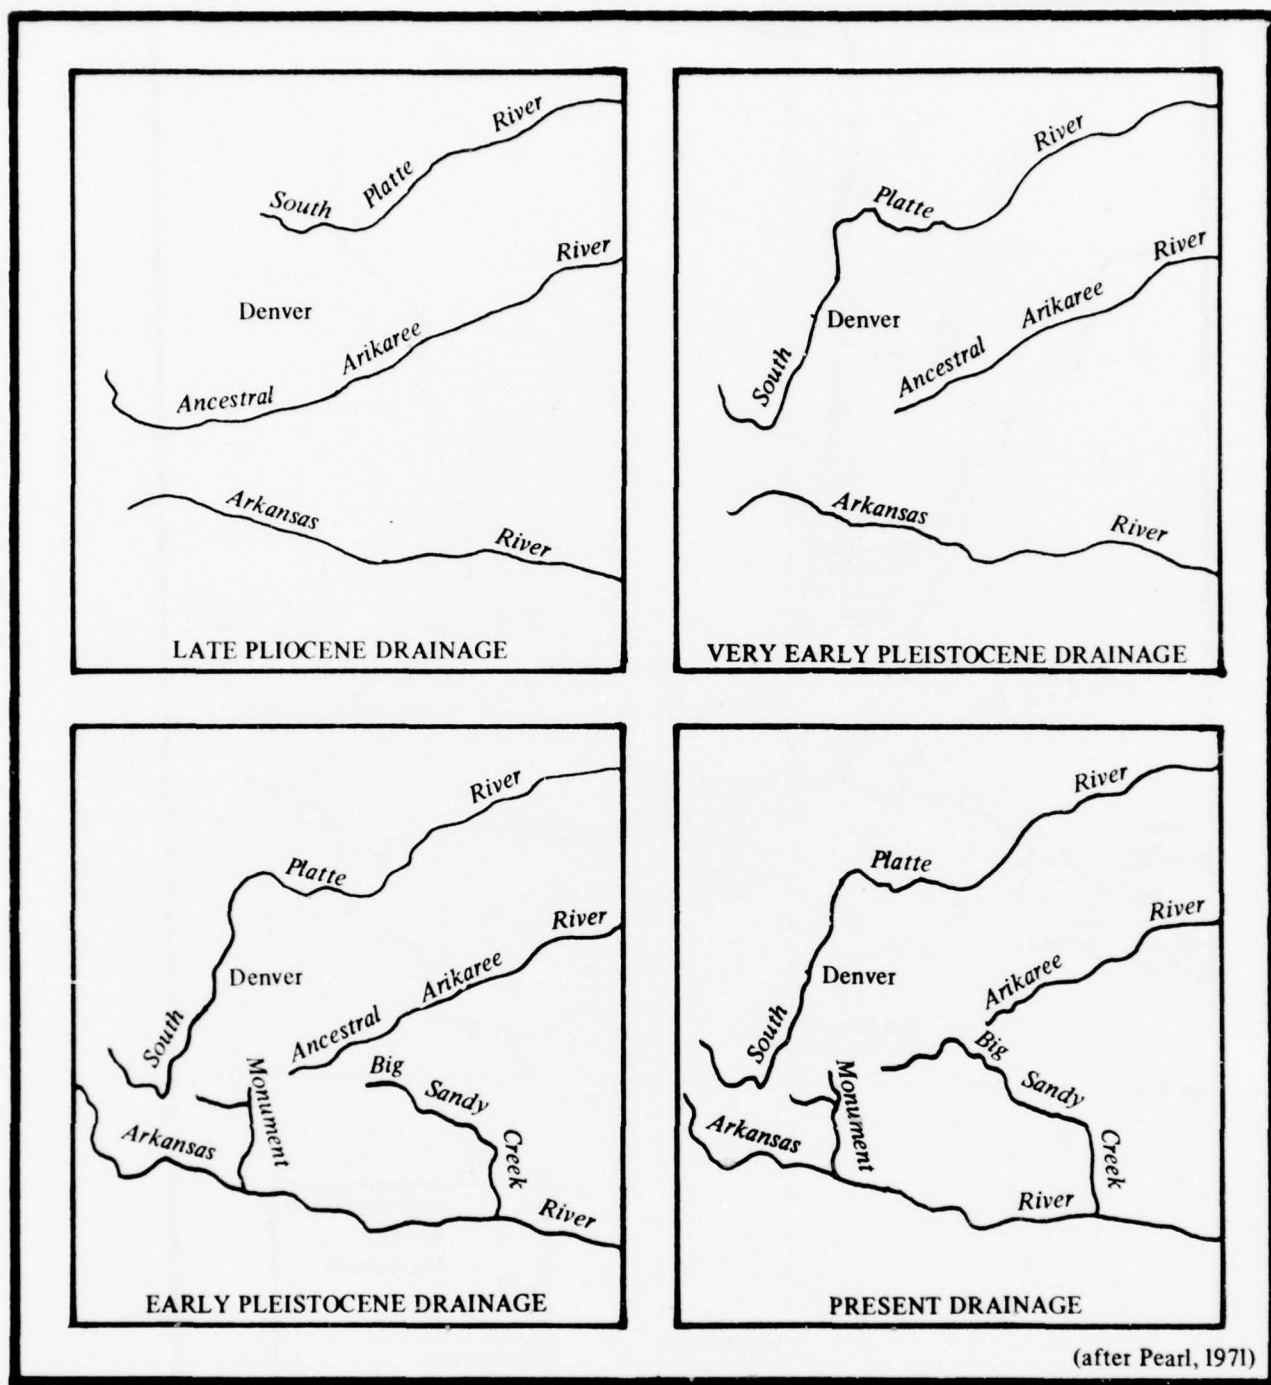 South Platte River
Denver
Ancestral Arikaree River
Arkansas River
LATE PLIOCENE DRAINAGE
South Platte River
Denver
Ancestral Arikaree River
Arkansas River
VERY EARLY PLEISTOCENE DRAINAGE
South Platte River
Denver
Ancestral Arikaree River
Big Sandy Creek
Monument
Arkansas River
EARLY PLEISTOCENE DRAINAGE
South Platte River
Denver
Arikaree River
Big Sandy Creek
Monument
Arkansas River
PRESENT DRAINAGE
(after Pearl, 1971)